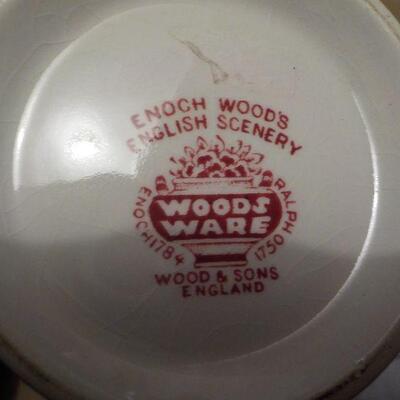 ENOCH WOOD'S
ENGLISH SCENERY
WOODS
WARE
ENOCH 1784
RALPH 1750
WOOD & SONS
ENGLAND